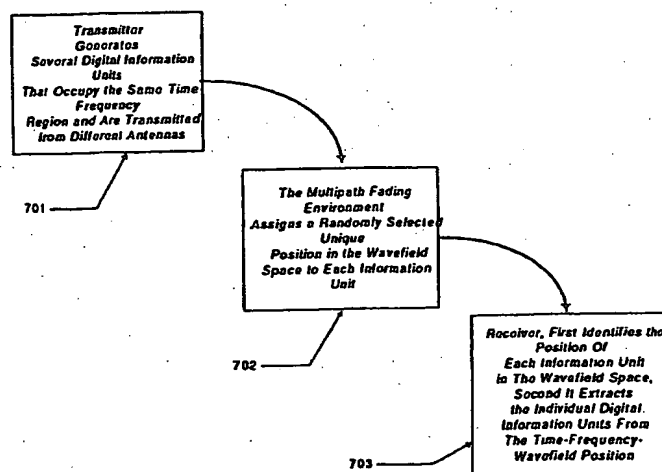 Transmitter
Generates
Several Digital Information
Units
That Occupy the Same Time
Frequency
Region and Are Transmitted
from Different Antennas
701
The Multipath Fading
Environment
Assigns a Randomly Selected
Unique
Position in the Wavefield
Space to Each Information
Unit
702
Receiver, First Identifies the
Position Of
Each Information Unit
in The Wavefield Space,
Second It Extracts
the Individual Digital
Information Units From
The Time-Frequency-
Wavefield Position
703